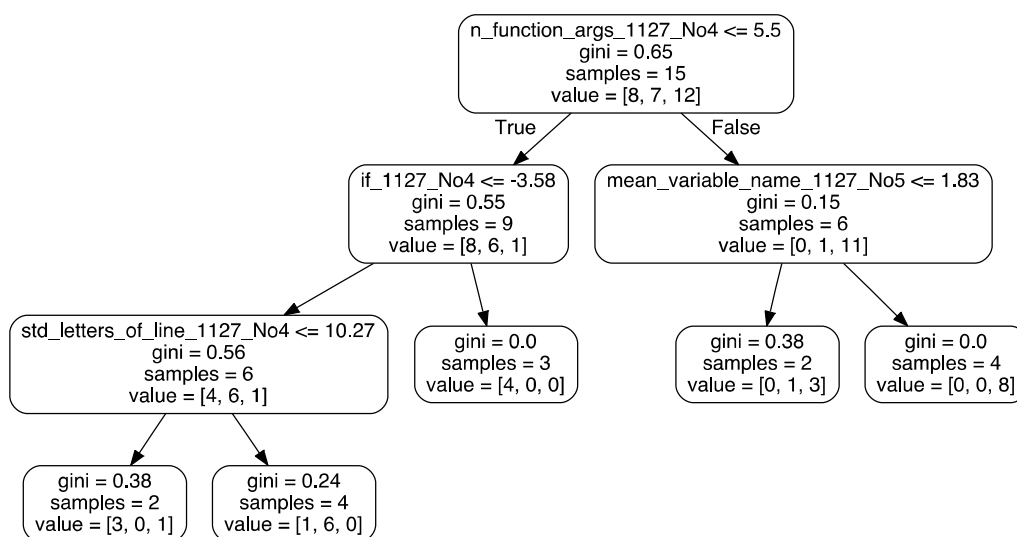 n_function_args_1127_No4 <= 5.5
gini = 0.65
samples = 15
value = [8, 7, 12]
True
False
if_1127_No4 <= -3.58
gini = 0.55
samples = 9
value = [8, 6, 1]
mean_variable_name_1127_No5 <= 1.83
gini = 0.15
samples = 6
value = [0, 1, 11]
std_letters_of_line_1127_No4 <= 10.27
gini = 0.56
samples = 6
value = [4, 6, 1]
gini = 0.0
samples = 3
value = [4, 0, 0]
gini = 0.38
samples = 2
value = [0, 1, 3]
gini = 0.0
samples = 4
value = [0, 0, 8]
gini = 0.38
samples = 2
value = [3, 0, 1]
gini = 0.24
samples = 4
value = [1, 6, 0]